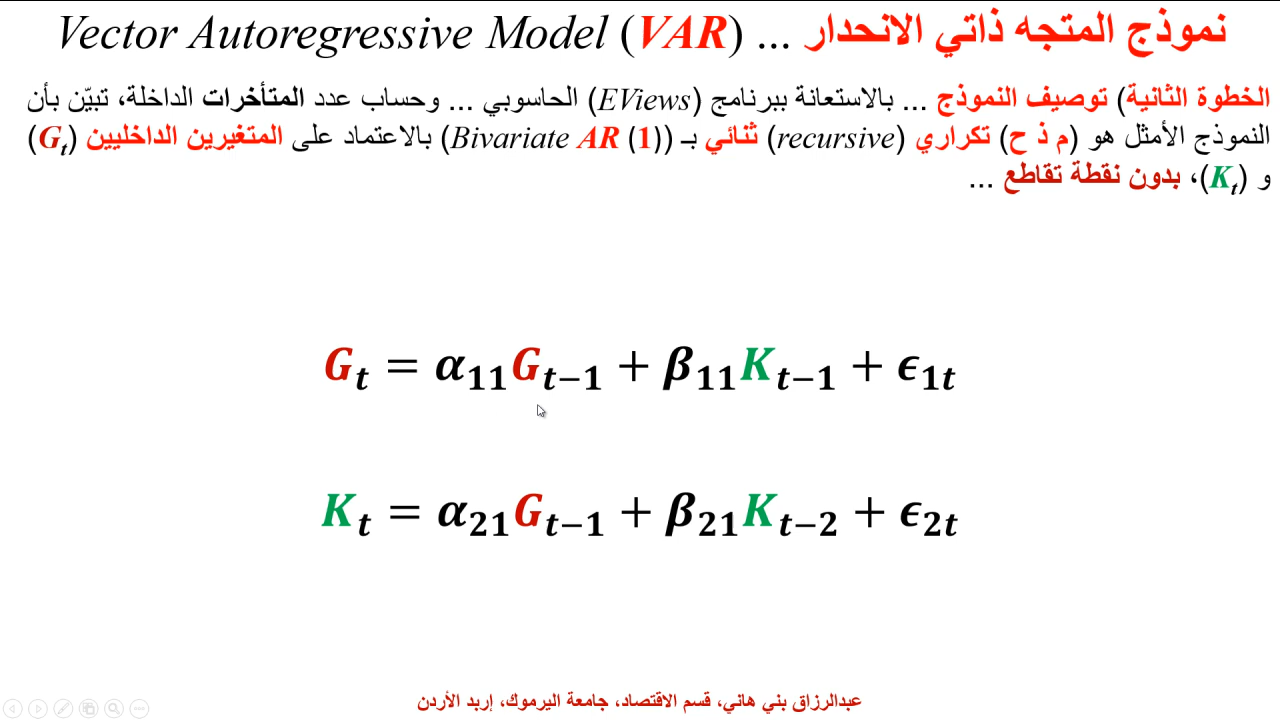 نموذج المتجه ذاتي الانحدار ... Vector Autoregressive Model (VAR)
الخطوة الثانية) توصيف النموذج ... بالاستعانة ببرنامج (EViews) الحاسوبي ... وحساب عدد المتأخرات الداخلة، تبيّن بأن
النموذج الأمثل هو (م ذ ح) تكراري (recursive) ثنائي بـ (Bivariate AR (1)) بالاعتماد على المتغيرين الداخليين (Gₜ)
و (Kₜ)، بدون نقطة تقاطع ...
Gₜ = α₁₁Gₜ₋₁ + β₁₁Kₜ₋₁ + ϵ₁ₜ
Kₜ = α₂₁Gₜ₋₁ + β₂₁Kₜ₋₂ + ϵ₂ₜ
عبدالرزاق بني هاني، قسم الاقتصاد، جامعة اليرموك، إربد الأردن